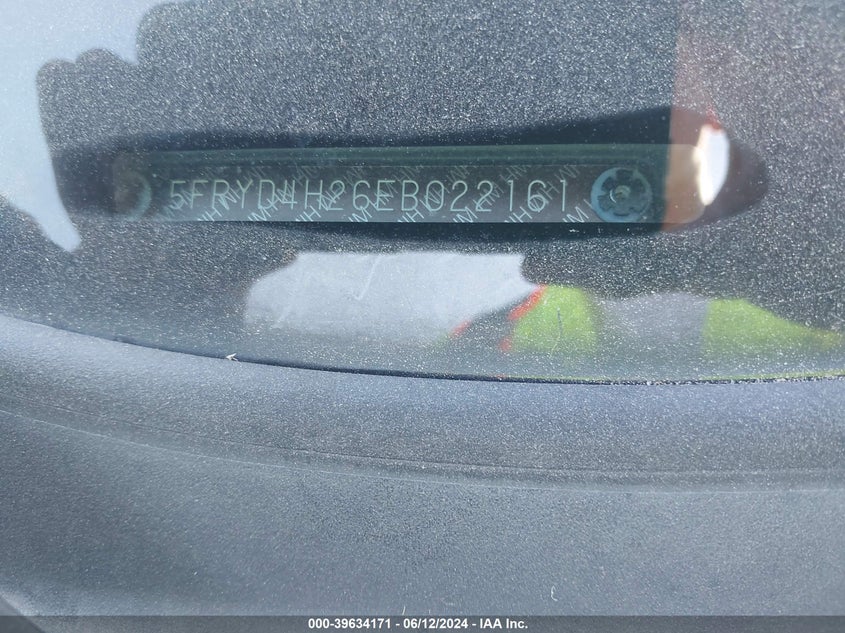 5FRYD4H26EB022161
000-39634171 - 06/12/2024 - IAA Inc.